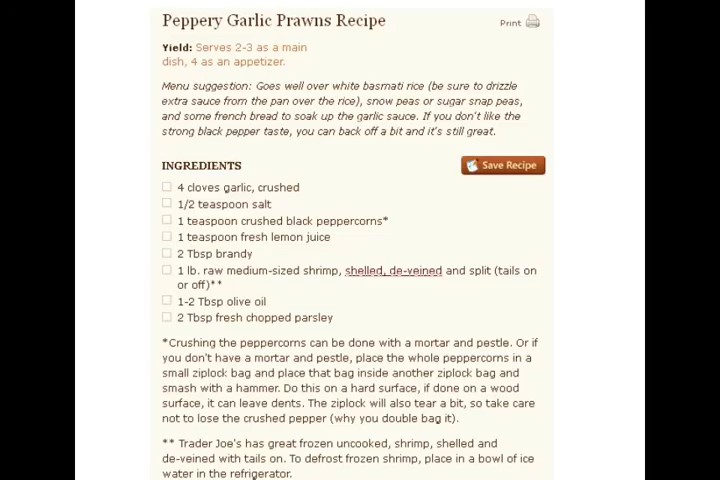 Peppery Garlic Prawns Recipe
Print
Yield: Serves 2-3 as a main
dish, 4 as an appetizer.
Menu suggestion: Goes well over white basmati rice (be sure to drizzle
extra sauce from the pan over the rice), snow peas or sugar snap peas,
and some french bread to soak up the garlic sauce. If you don't like the
strong black pepper taste, you can back off a bit and it's still great.
INGREDIENTS
Save Recipe
4 cloves garlic, crushed
1/2 teaspoon salt
1 teaspoon crushed black peppercorns*
1 teaspoon fresh lemon juice
2 Tbsp brandy
1 lb. raw medium-sized shrimp, shelled, de-veined and split (tails on
or off)**
1-2 Tbsp olive oil
2 Tbsp fresh chopped parsley
*Crushing the peppercorns can be done with a mortar and pestle. Or if
you don't have a mortar and pestle, place the whole peppercorns in a
small ziplock bag and place that bag inside another ziplock bag and
smash with a hammer. Do this on a hard surface, if done on a wood
surface, it can leave dents. The ziplock will also tear a bit, so take care
not to lose the crushed pepper (why you double bag it).
** Trader Joe's has great frozen uncooked, shrimp, shelled and
de-veined with tails on. To defrost frozen shrimp, place in a bowl of ice
water in the refrigerator.